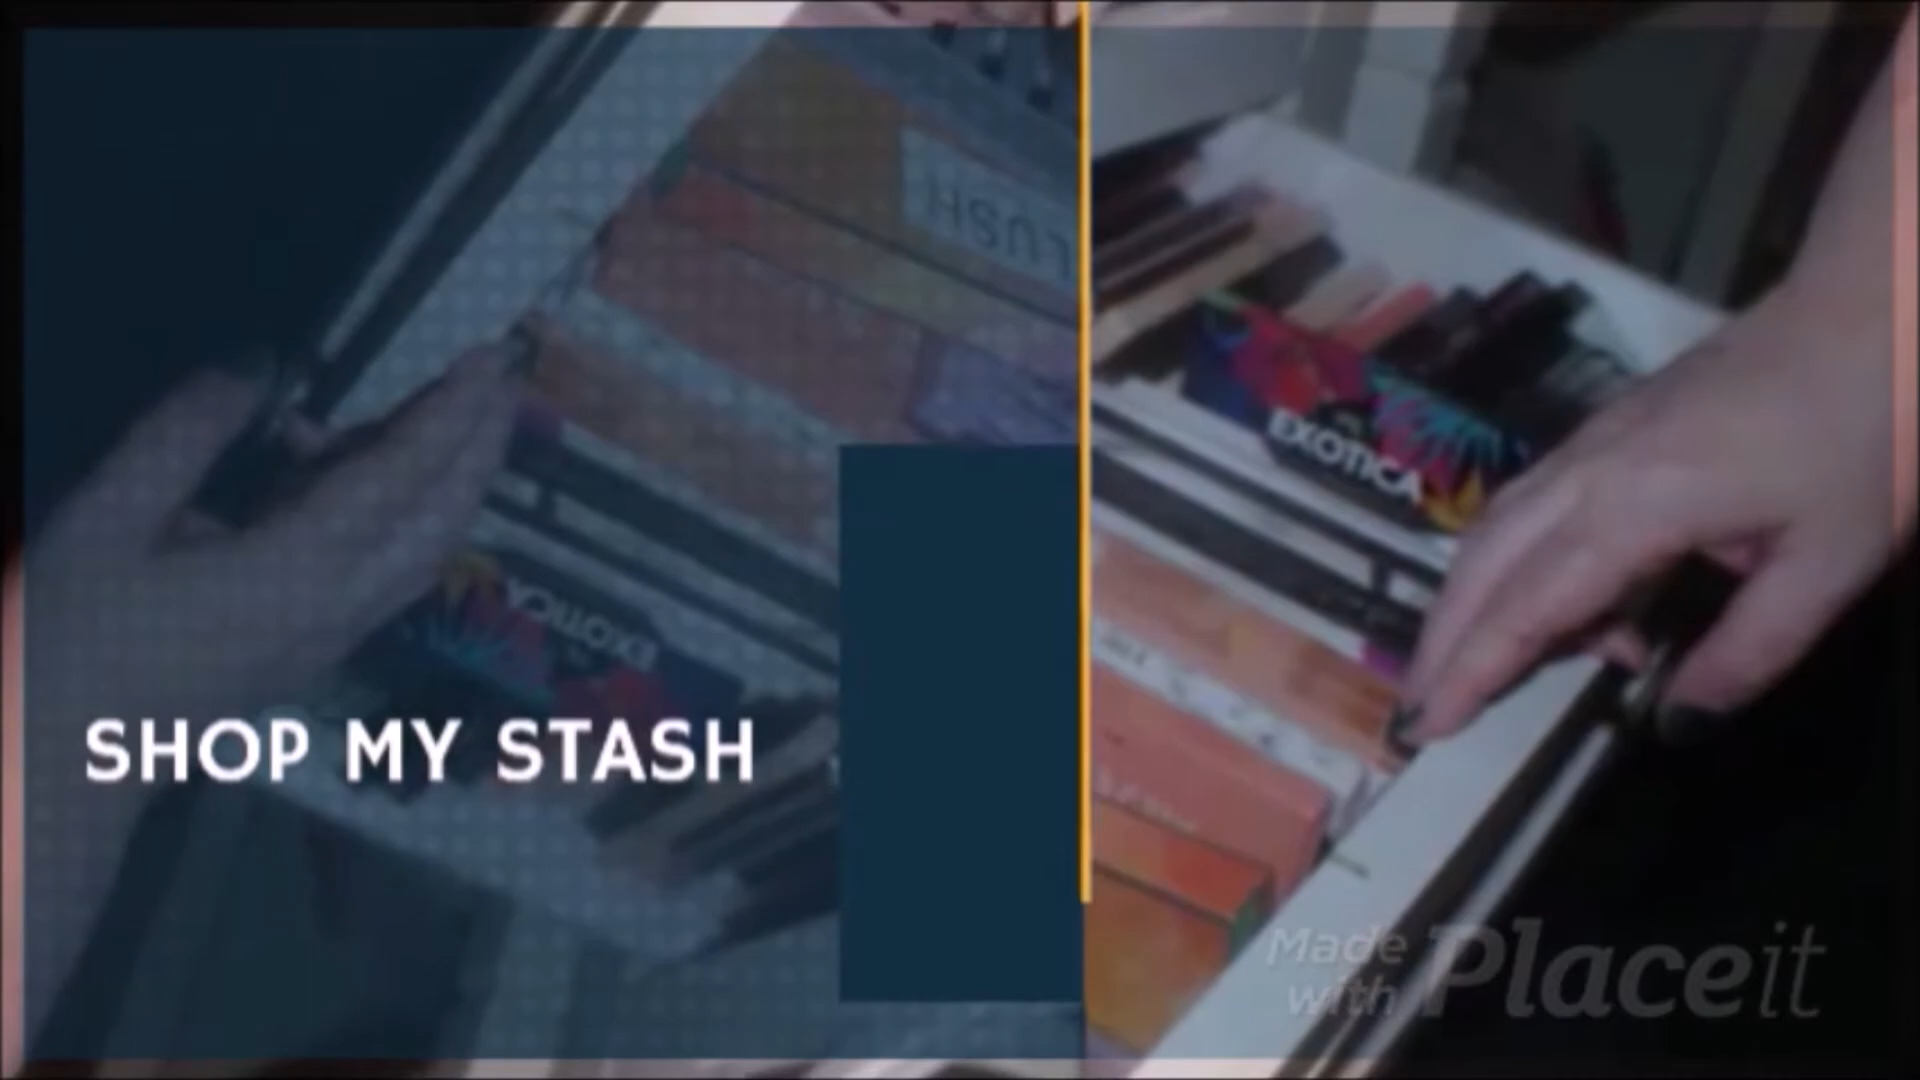 LUSH
EXOTICA
EXOTICA
SHOP MY STASH
Made
with Placeit